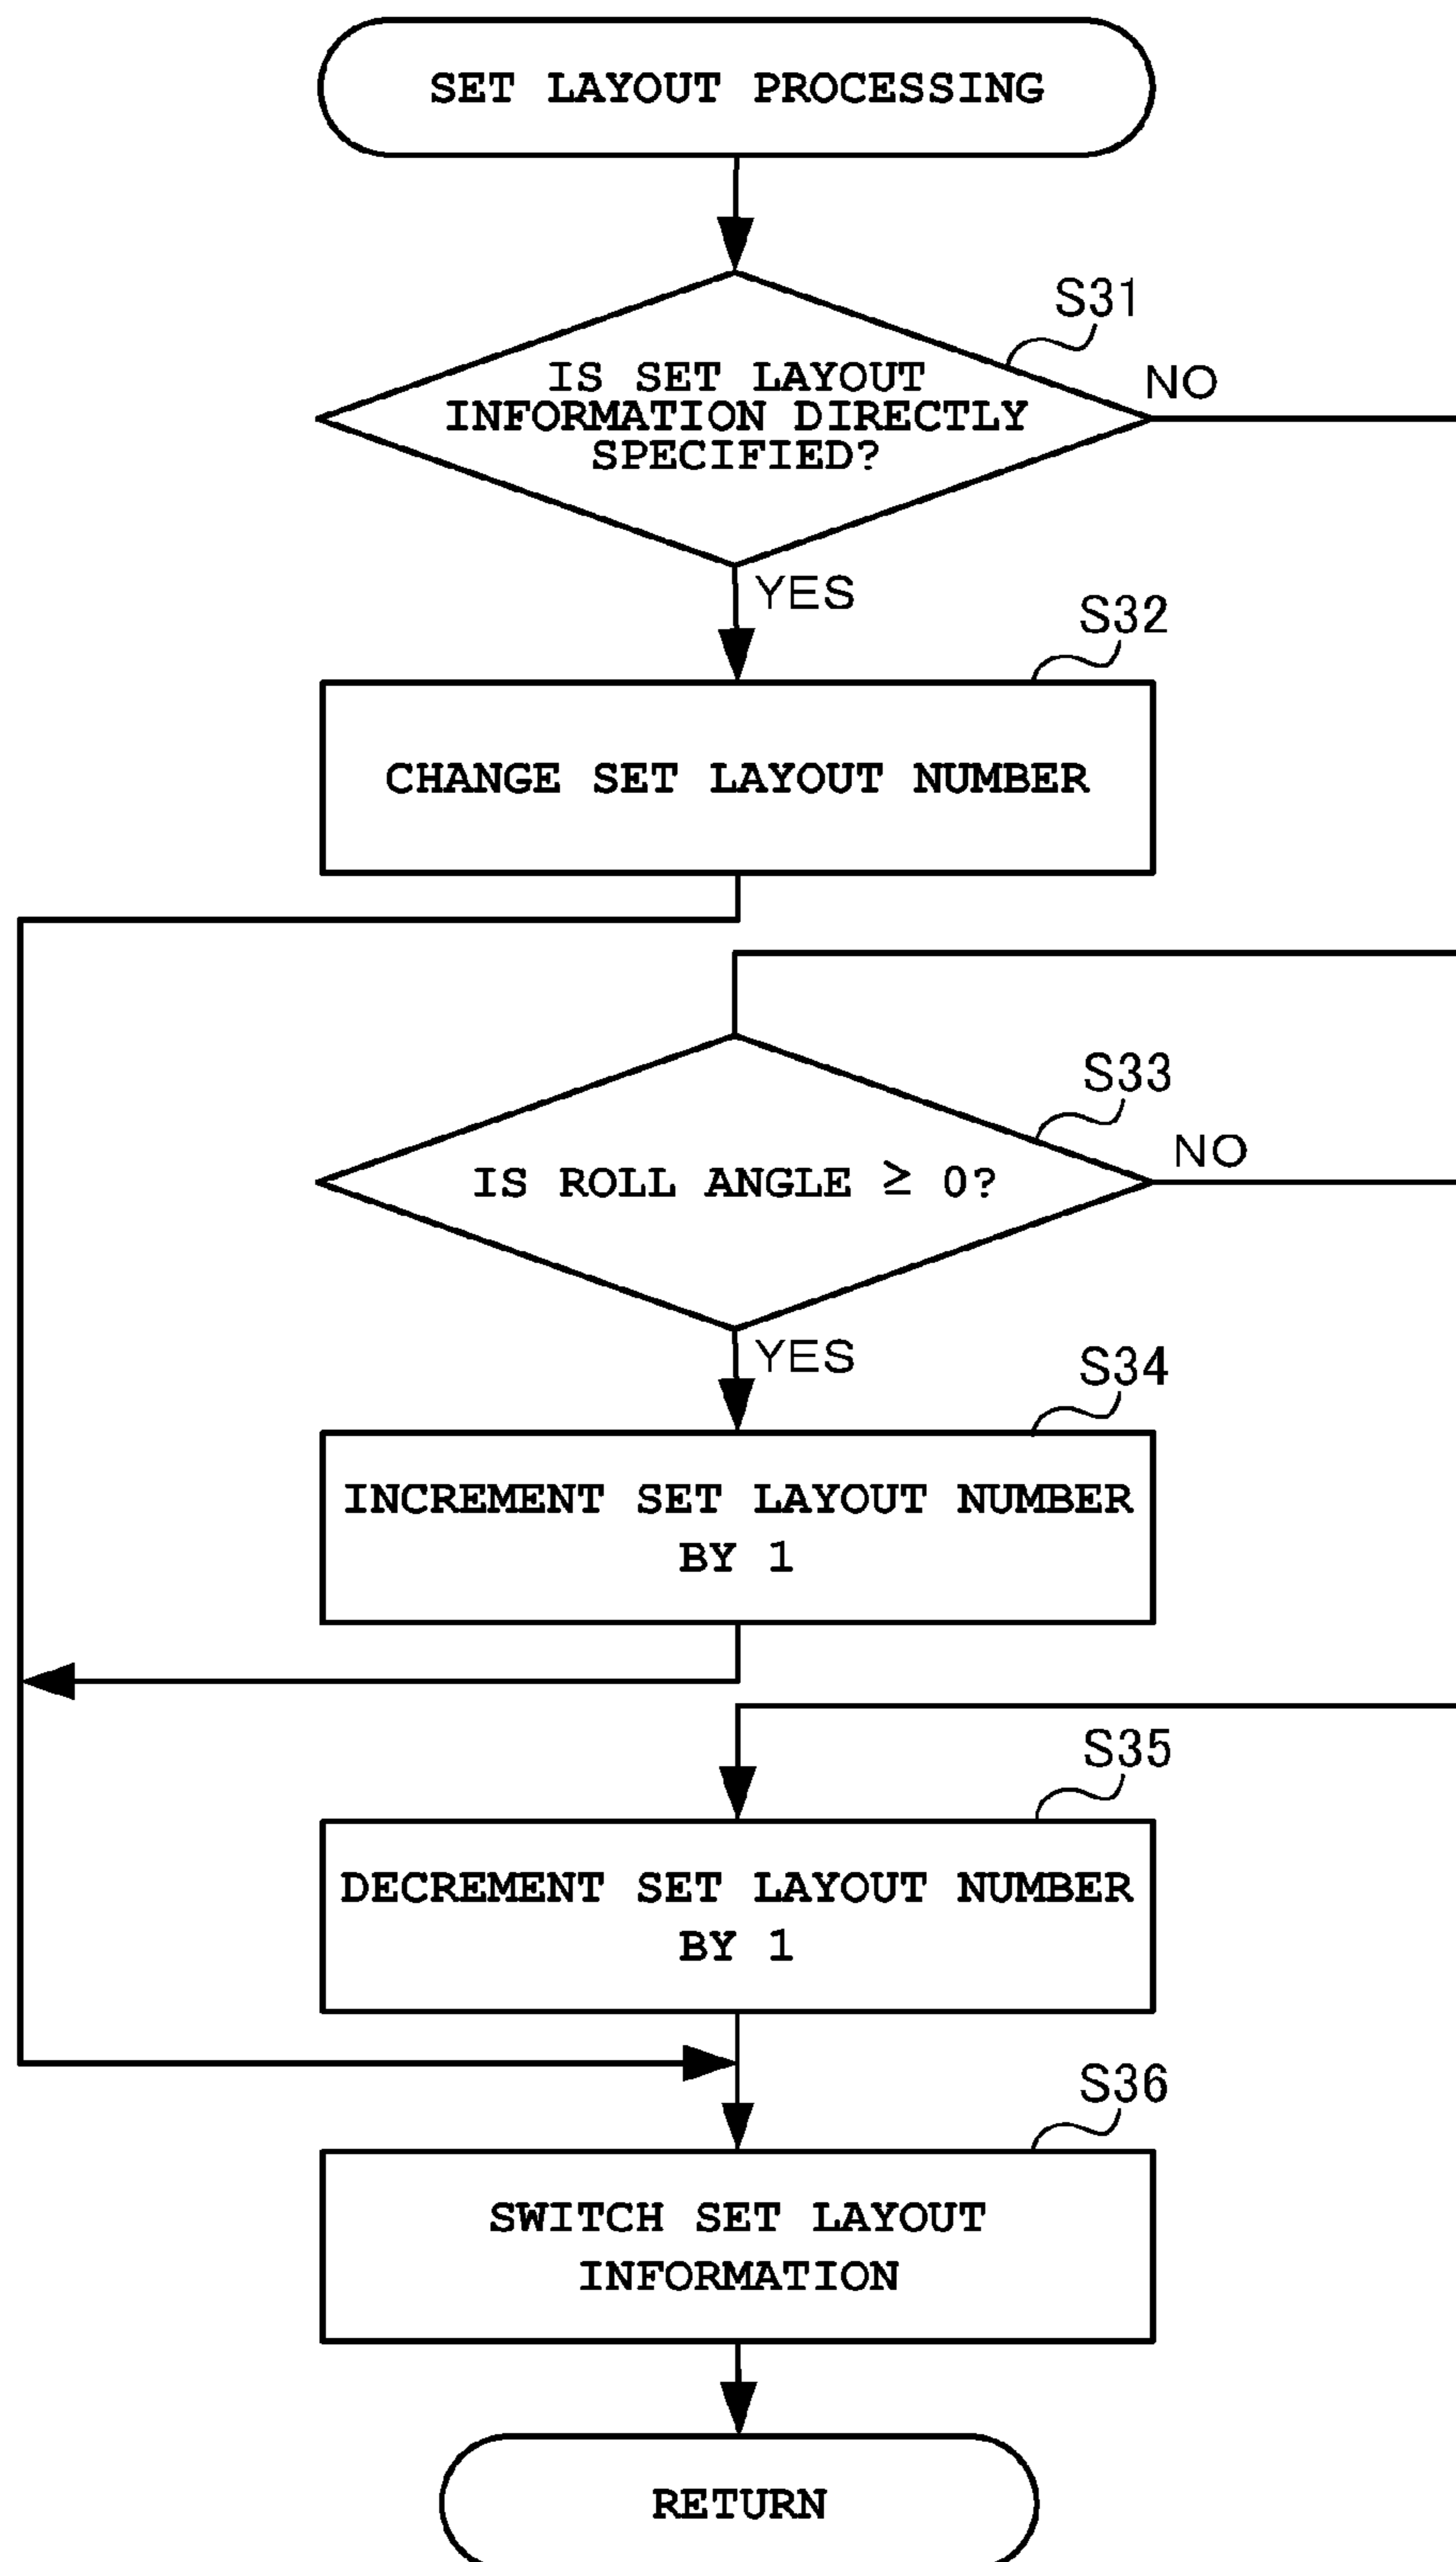 SET LAYOUT PROCESSING
S31
IS SET LAYOUT
INFORMATION DIRECTLY
SPECIFIED?
NO
YES
S32
CHANGE SET LAYOUT NUMBER
S33
IS ROLL ANGLE ≥ 0?
NO
YES
S34
INCREMENT SET LAYOUT NUMBER
BY 1
S35
DECREMENT SET LAYOUT NUMBER
BY 1
S36
SWITCH SET LAYOUT
INFORMATION
RETURN